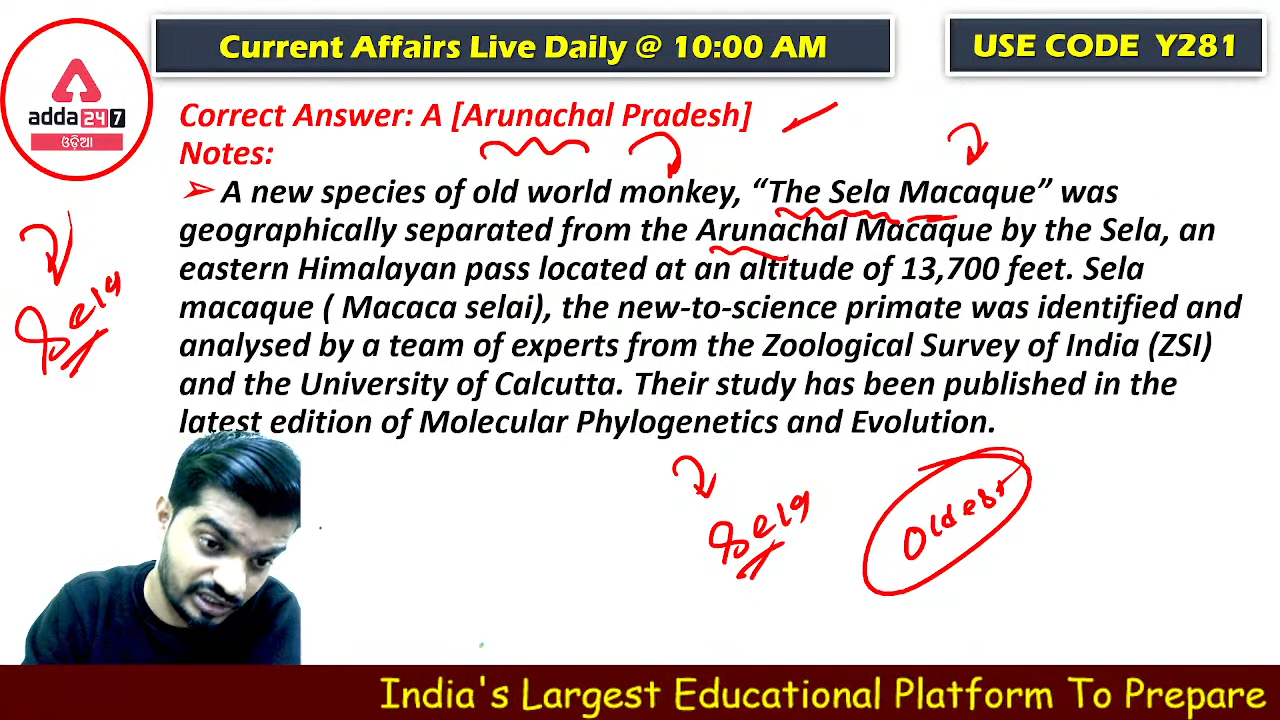 Current Affairs Live Daily @ 10:00 AM
USE CODE Y281
adda 24 7
ଓଡ଼ିଆ
Correct Answer: A [Arunachal Pradesh]
Notes:
➢ A new species of old world monkey, “The Sela Macaque” was
geographically separated from the Arunachal Macaque by the Sela, an
eastern Himalayan pass located at an altitude of 13,700 feet. Sela
macaque ( Macaca selai), the new-to-science primate was identified and
analysed by a team of experts from the Zoological Survey of India (ZSI)
and the University of Calcutta. Their study has been published in the
latest edition of Molecular Phylogenetics and Evolution.
Sela
Sela
Oldest
India's Largest Educational Platform To Prepare